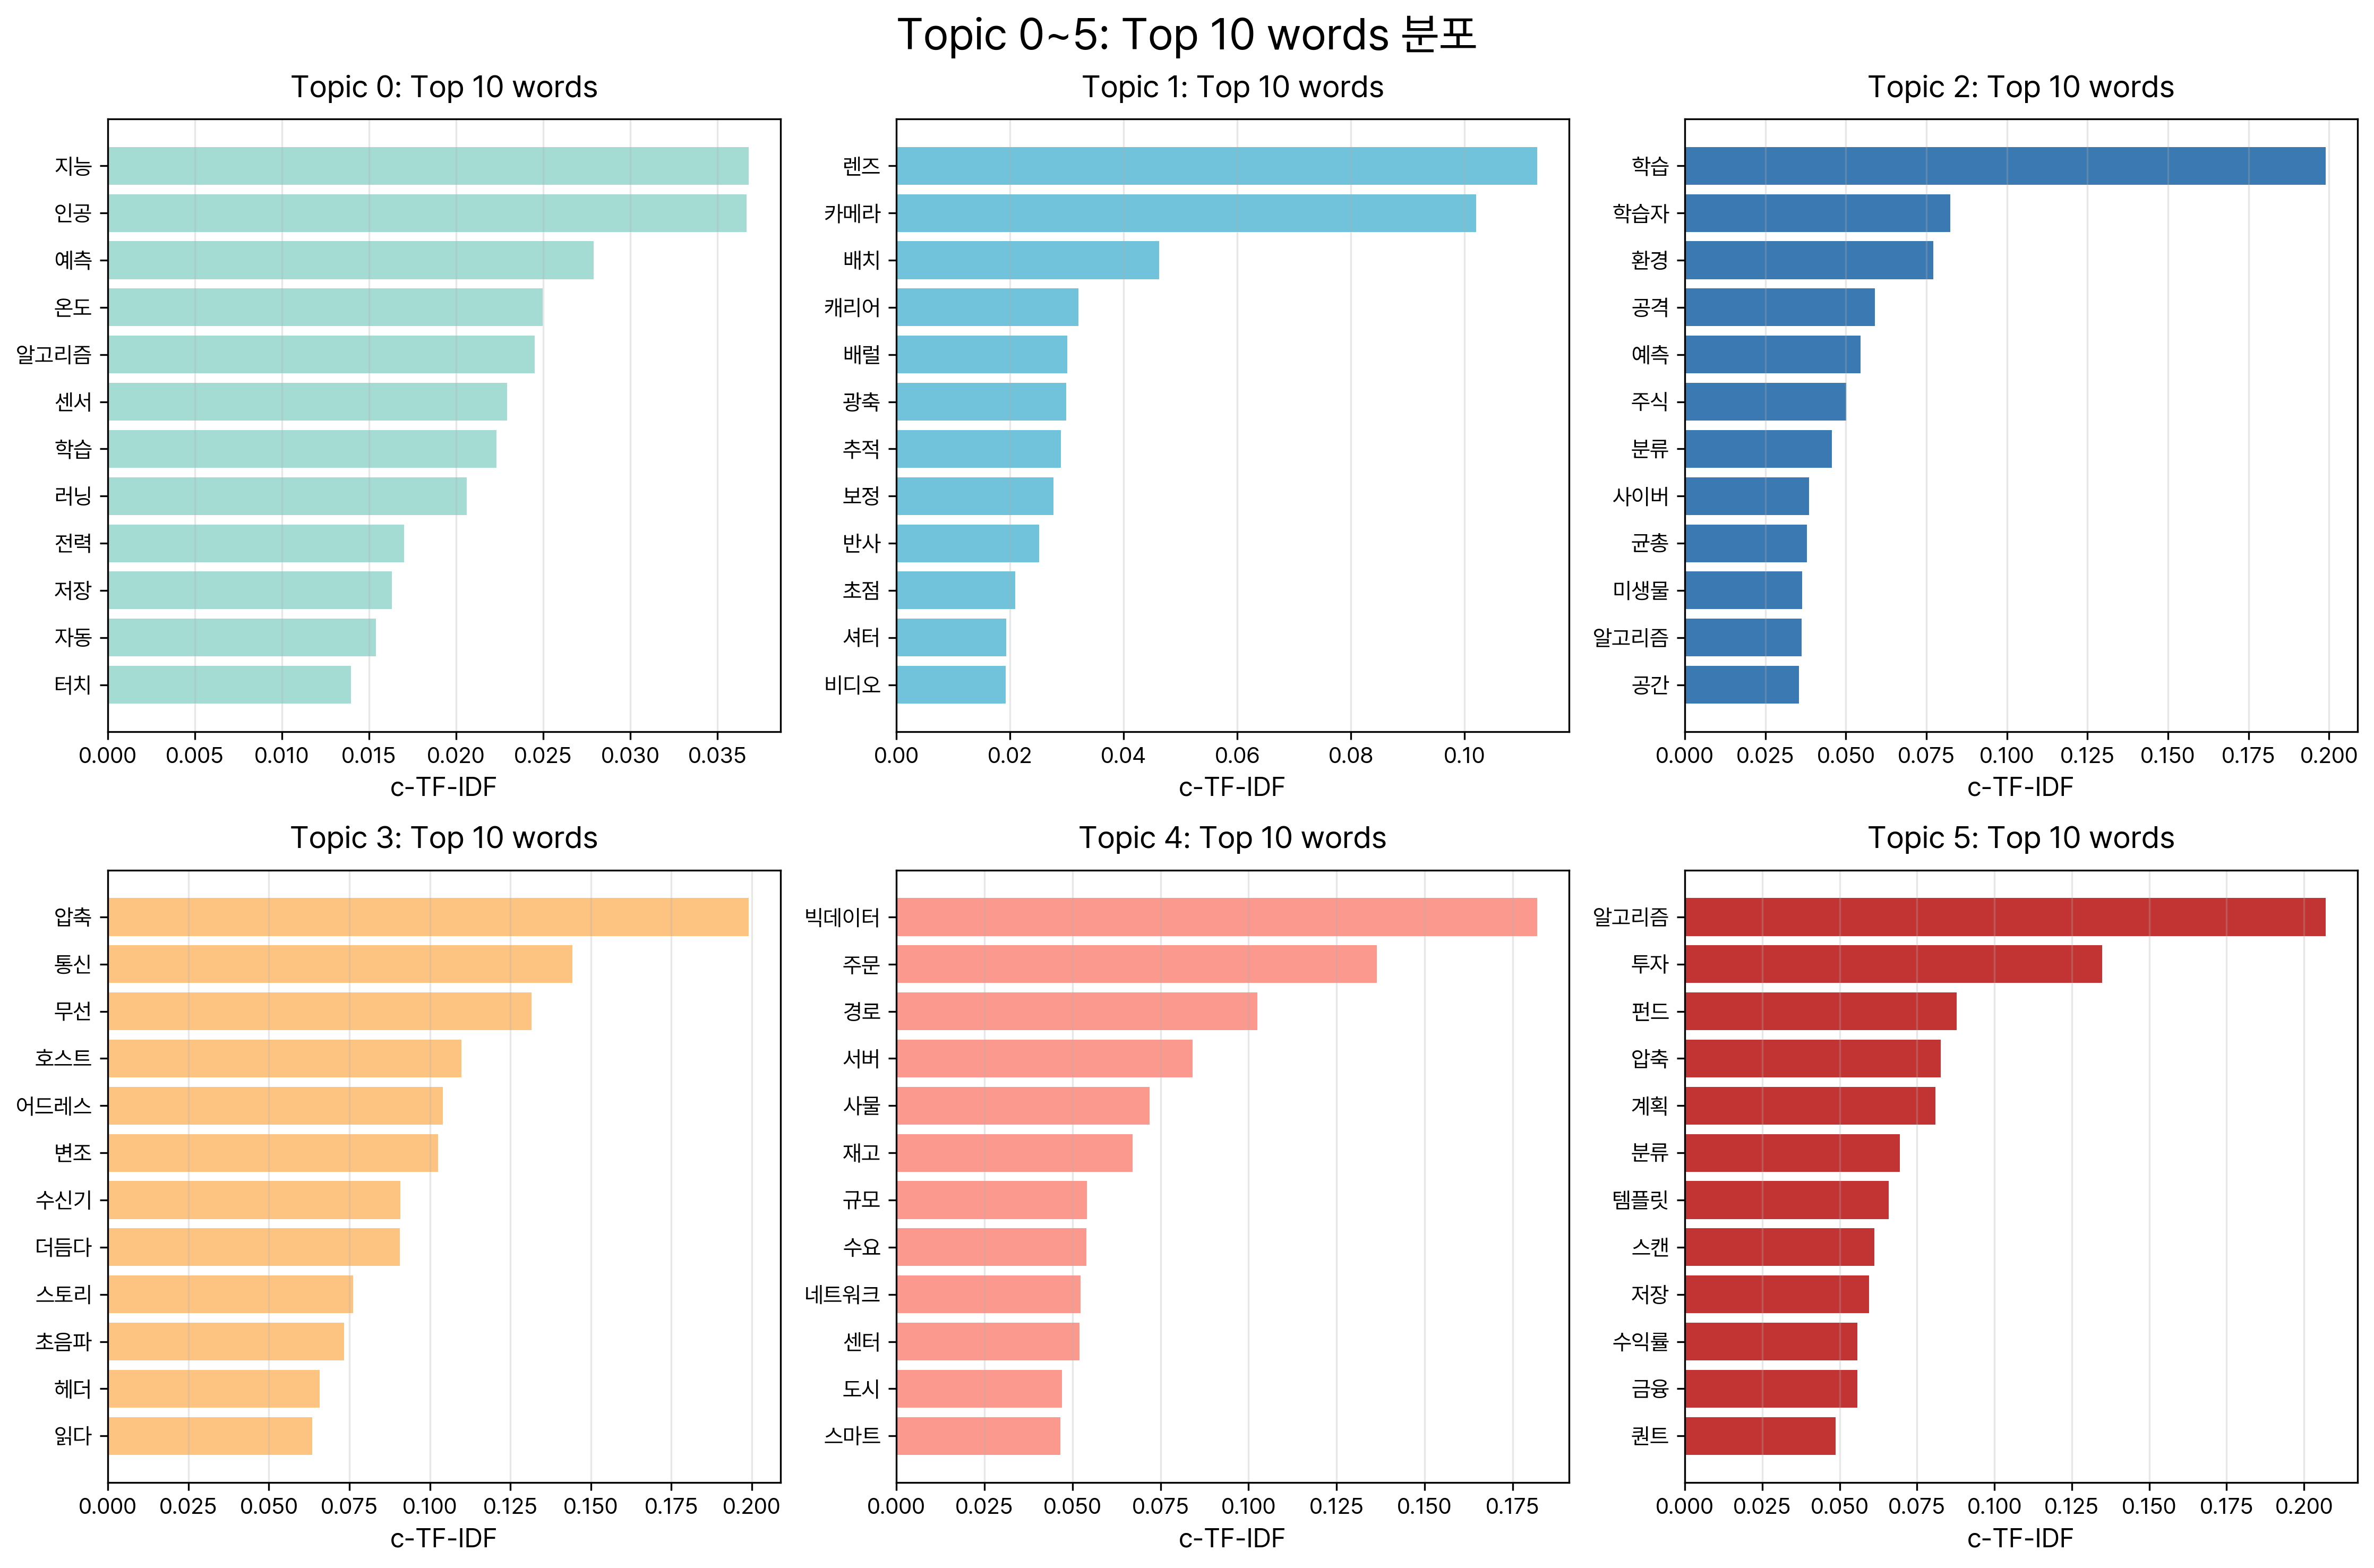 Topic 0~5: Top 10 words 분포
Topic 0: Top 10 words
지능
인공
예측
온도
알고리즘
센서
학습
러닝
전력
저장
자동
터치
0.000 0.005 0.010 0.015 0.020 0.025 0.030 0.035
c-TF-IDF
Topic 1: Top 10 words
렌즈
카메라
배치
캐리어
배럴
광축
추적
보정
반사
초점
셔터
비디오
0.00 0.02 0.04 0.06 0.08 0.10
c-TF-IDF
Topic 2: Top 10 words
학습
학습자
환경
공격
예측
주식
분류
사이버
균총
미생물
알고리즘
공간
0.000 0.025 0.050 0.075 0.100 0.125 0.150 0.175 0.200
c-TF-IDF
Topic 3: Top 10 words
압축
통신
무선
호스트
어드레스
변조
수신기
더듬다
스토리
초음파
헤더
읽다
0.000 0.025 0.050 0.075 0.100 0.125 0.150 0.175 0.200
c-TF-IDF
Topic 4: Top 10 words
빅데이터
주문
경로
서버
사물
재고
규모
수요
네트워크
센터
도시
스마트
0.000 0.025 0.050 0.075 0.100 0.125 0.150 0.175
c-TF-IDF
Topic 5: Top 10 words
알고리즘
투자
펀드
압축
계획
분류
템플릿
스캔
저장
수익률
금융
퀀트
0.000 0.025 0.050 0.075 0.100 0.125 0.150 0.175 0.200
c-TF-IDF